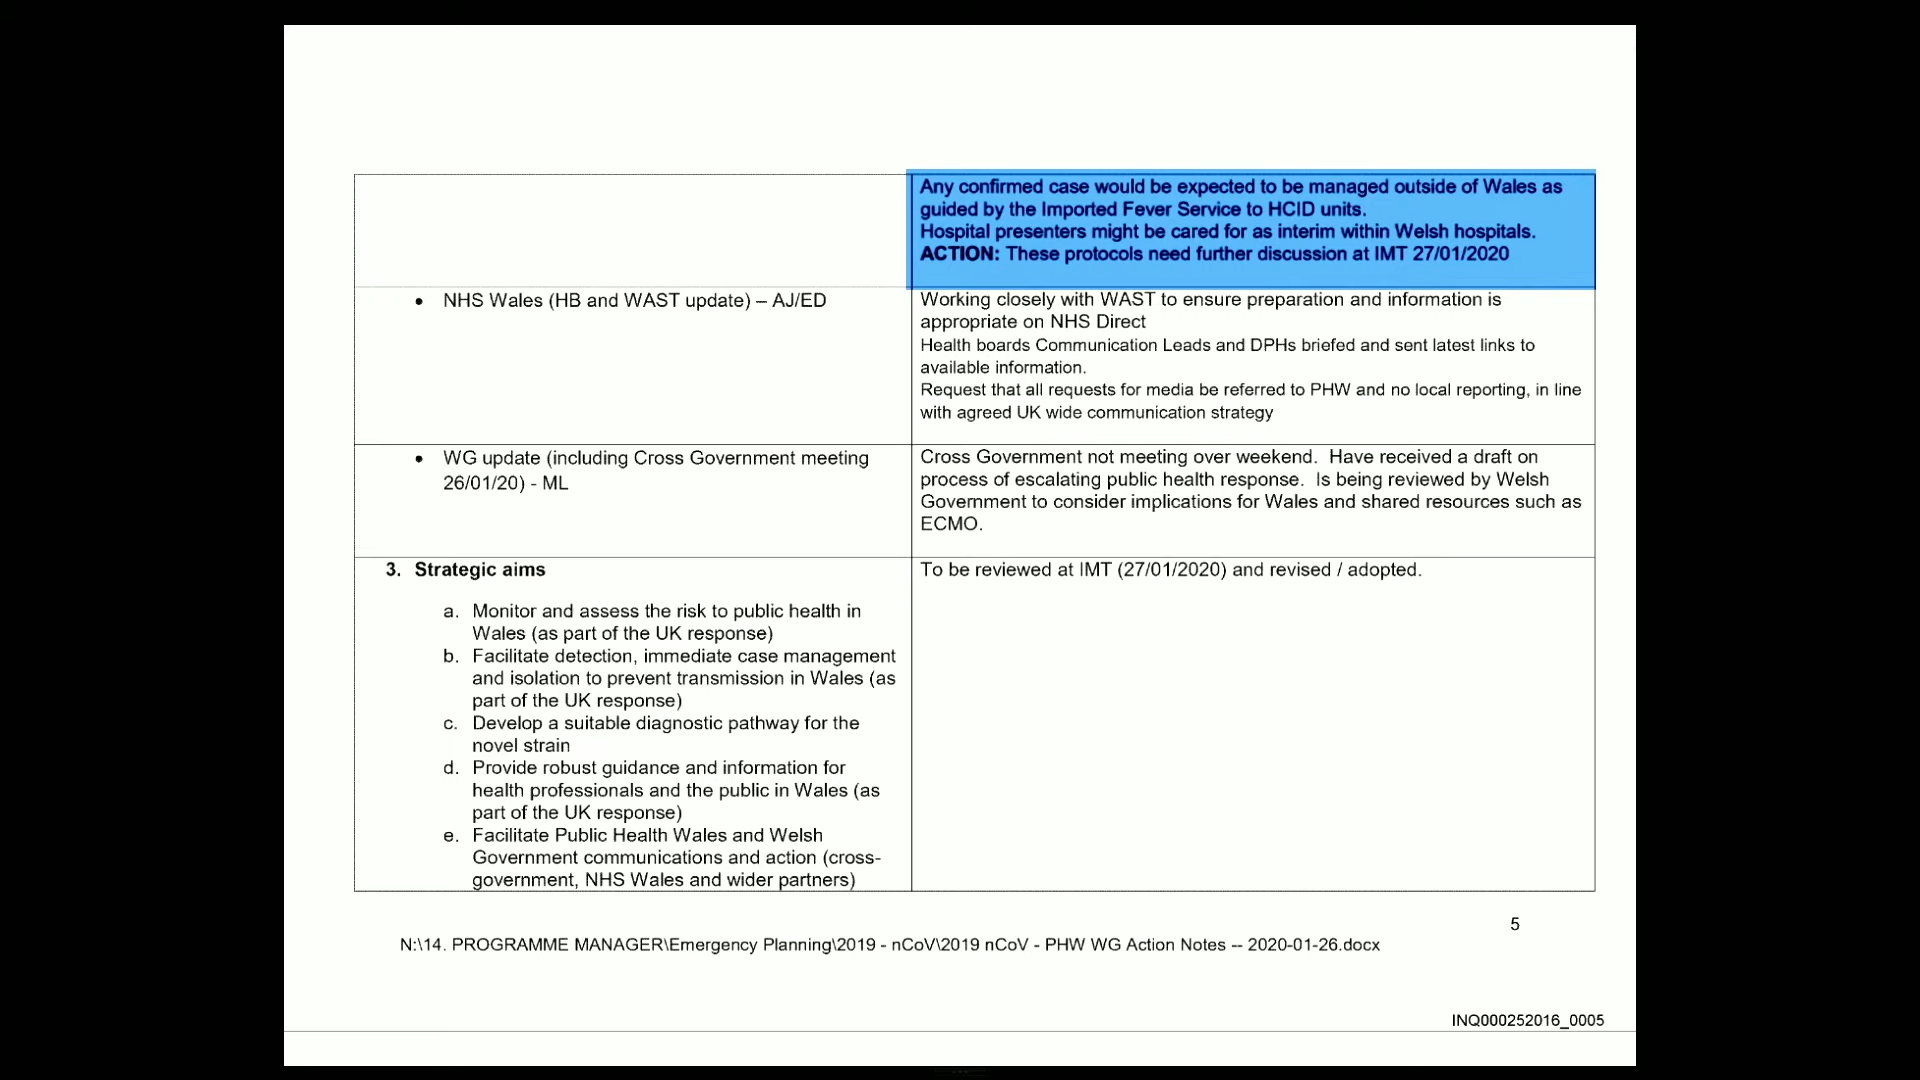 Any confirmed case would be expected to be managed outside of Wales as
guided by the Imported Fever Service to HCID units.
Hospital presenters might be cared for as interim within Welsh hospitals.
ACTION: These protocols need further discussion at IMT 27/01/2020
• NHS Wales (HB and WAST update) – AJ/ED
Working closely with WAST to ensure preparation and information is
appropriate on NHS Direct
Health boards Communication Leads and DPHs briefed and sent latest links to
available information.
Request that all requests for media be referred to PHW and no local reporting, in line
with agreed UK wide communication strategy
• WG update (including Cross Government meeting
26/01/20) - ML
Cross Government not meeting over weekend. Have received a draft on
process of escalating public health response. Is being reviewed by Welsh
Government to consider implications for Wales and shared resources such as
ECMO.
3. Strategic aims
To be reviewed at IMT (27/01/2020) and revised / adopted.
a. Monitor and assess the risk to public health in
Wales (as part of the UK response)
b. Facilitate detection, immediate case management
and isolation to prevent transmission in Wales (as
part of the UK response)
c. Develop a suitable diagnostic pathway for the
novel strain
d. Provide robust guidance and information for
health professionals and the public in Wales (as
part of the UK response)
e. Facilitate Public Health Wales and Welsh
Government communications and action (cross-
government, NHS Wales and wider partners)
5
N:\14. PROGRAMME MANAGER\Emergency Planning\2019 - nCoV\2019 nCoV - PHW WG Action Notes -- 2020-01-26.docx
INQ000252016_0005